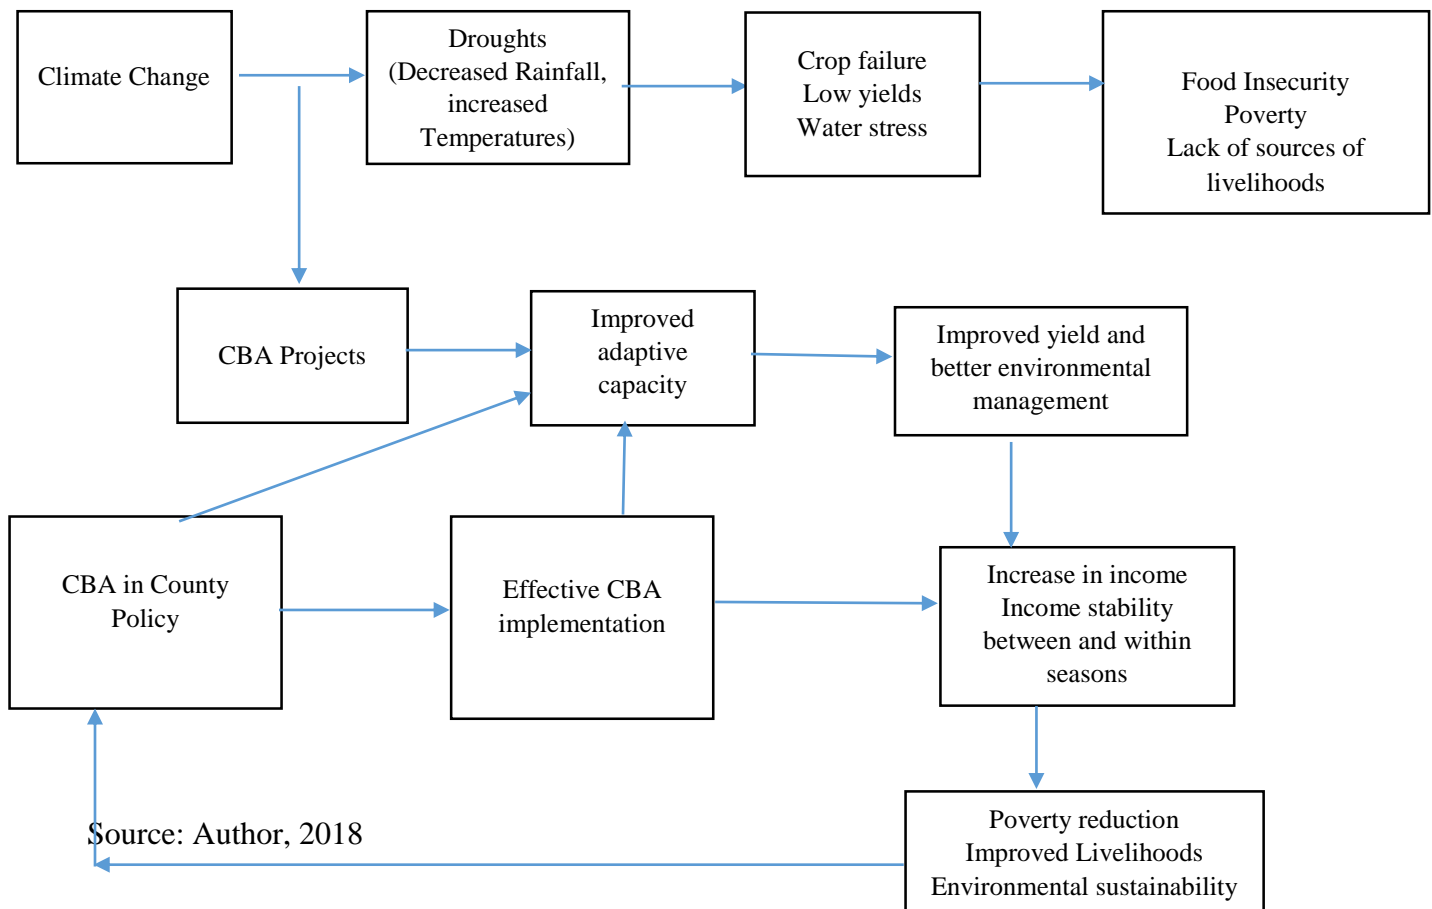 Climate Change
Droughts
(Decreased Rainfall,
increased
Temperatures)
Crop failure
Low yields
Water stress
Food Insecurity
Poverty
Lack of sources of
livelihoods
CBA Projects
Improved
adaptive
capacity
Improved yield and
better environmental
management
CBA in County
Policy
Effective CBA
implementation
Increase in income
Income stability
between and within
seasons
Poverty reduction
Improved Livelihoods
Environmental sustainability
Source: Author, 2018